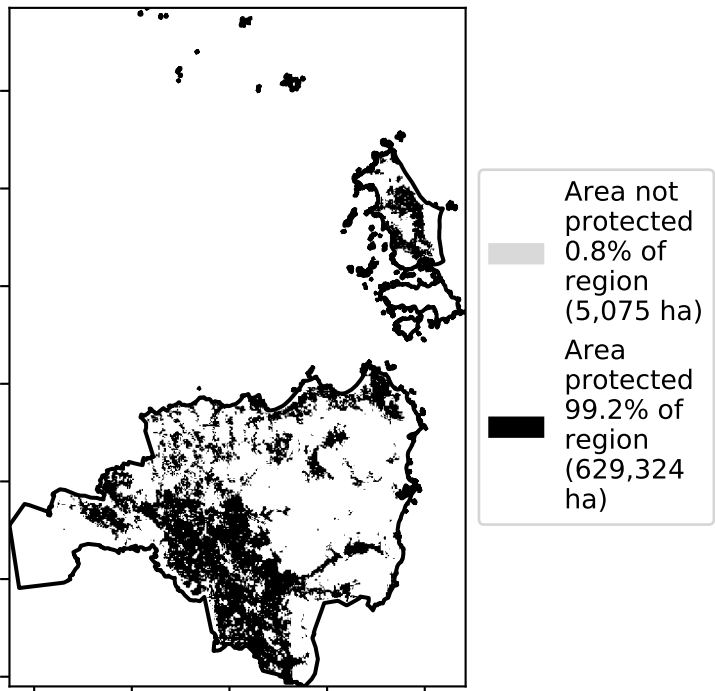 Area not
protected
0.8% of
region
(5,075 ha)
Area
protected
99.2% of
region
(629,324
ha)